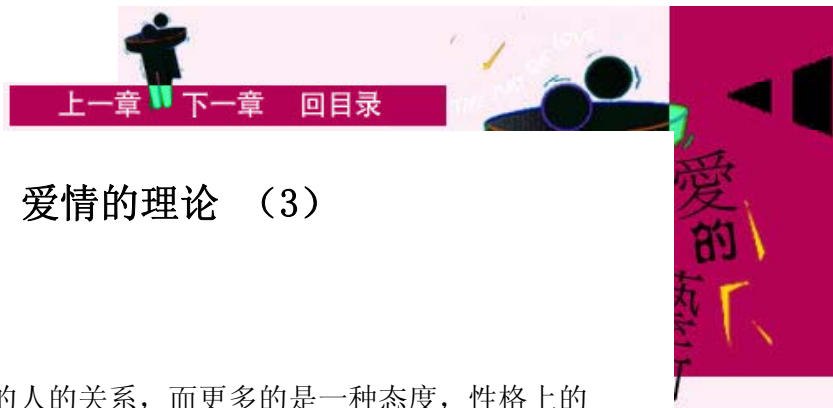 上一章 下一章 回目录
爱情的理论 （3）
的人的关系，而更多的是一种态度，性格上的
愛
的